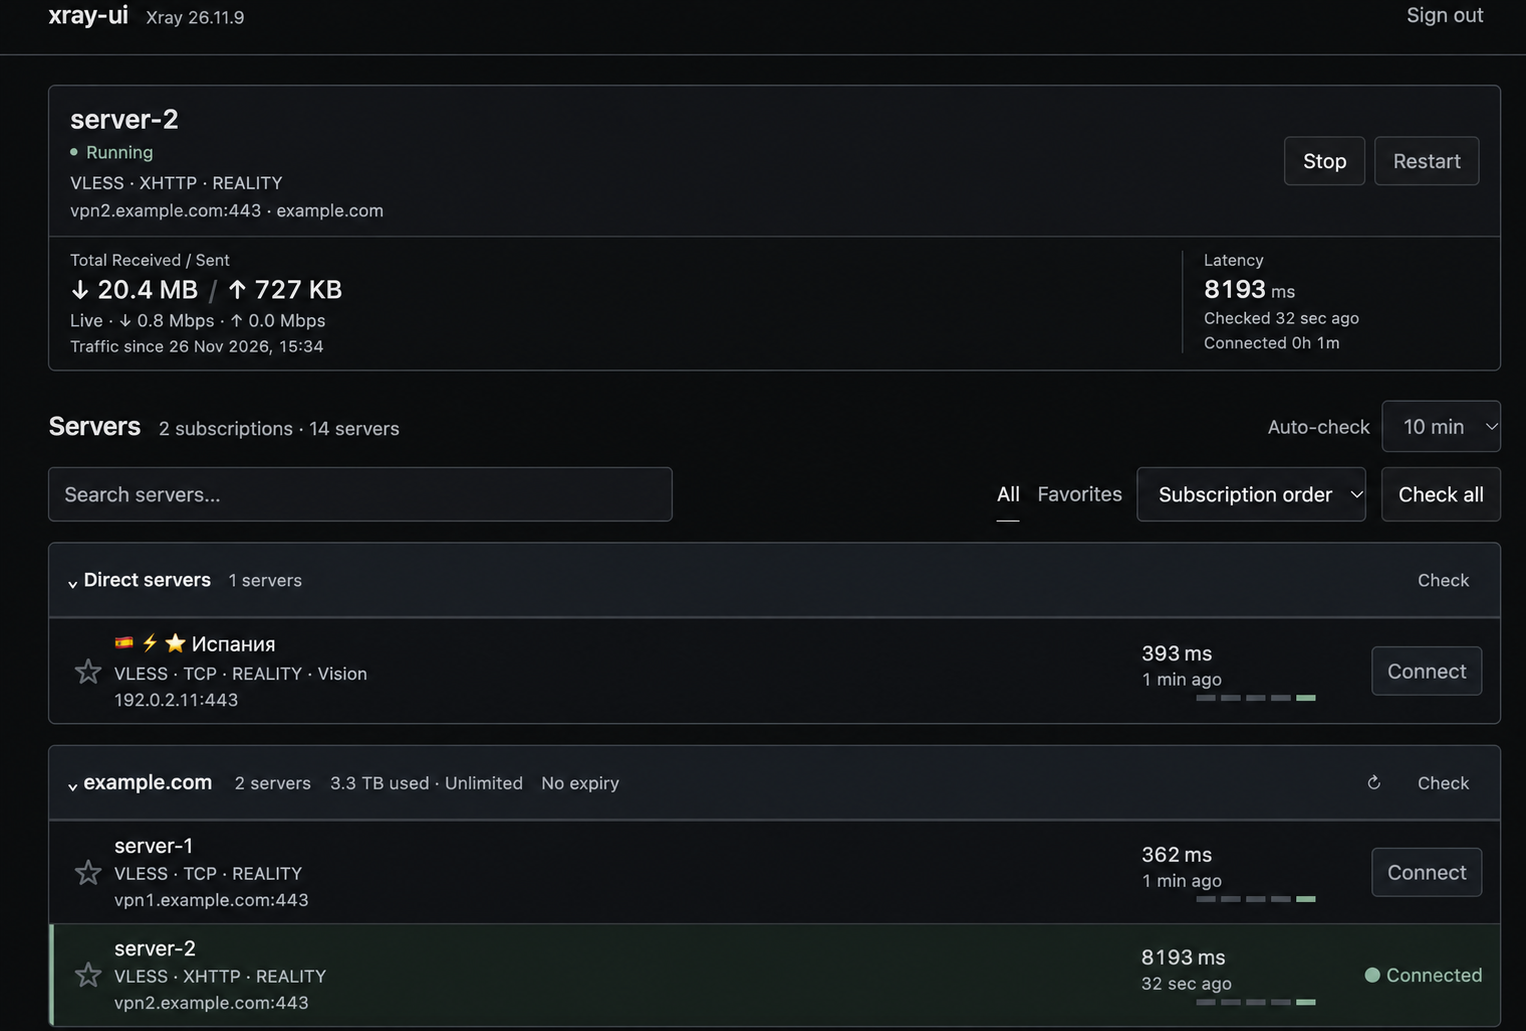 xray-ui Xray 26.11.9 Sign out
server-2
Running
VLESS · XHTTP · REALITY
vpn2.example.com:443 · example.com
Stop Restart
Total Received / Sent
↓ 20.4 MB / ↑ 727 KB
Live · ↓ 0.8 Mbps · ↑ 0.0 Mbps
Traffic since 26 Nov 2026, 15:34
Latency
8193 ms
Checked 32 sec ago
Connected 0h 1m
Servers 2 subscriptions · 14 servers Auto-check 10 min
Search servers... All Favorites Subscription order Check all
Direct servers 1 servers Check
🇪🇸 ⚡ ⭐ Испания
VLESS · TCP · REALITY · Vision
192.0.2.11:443
393 ms
1 min ago
Connect
example.com 2 servers 3.3 TB used · Unlimited No expiry ↻ Check
server-1
VLESS · TCP · REALITY
vpn1.example.com:443
362 ms
1 min ago
Connect
server-2
VLESS · XHTTP · REALITY
vpn2.example.com:443
8193 ms
32 sec ago
Connected